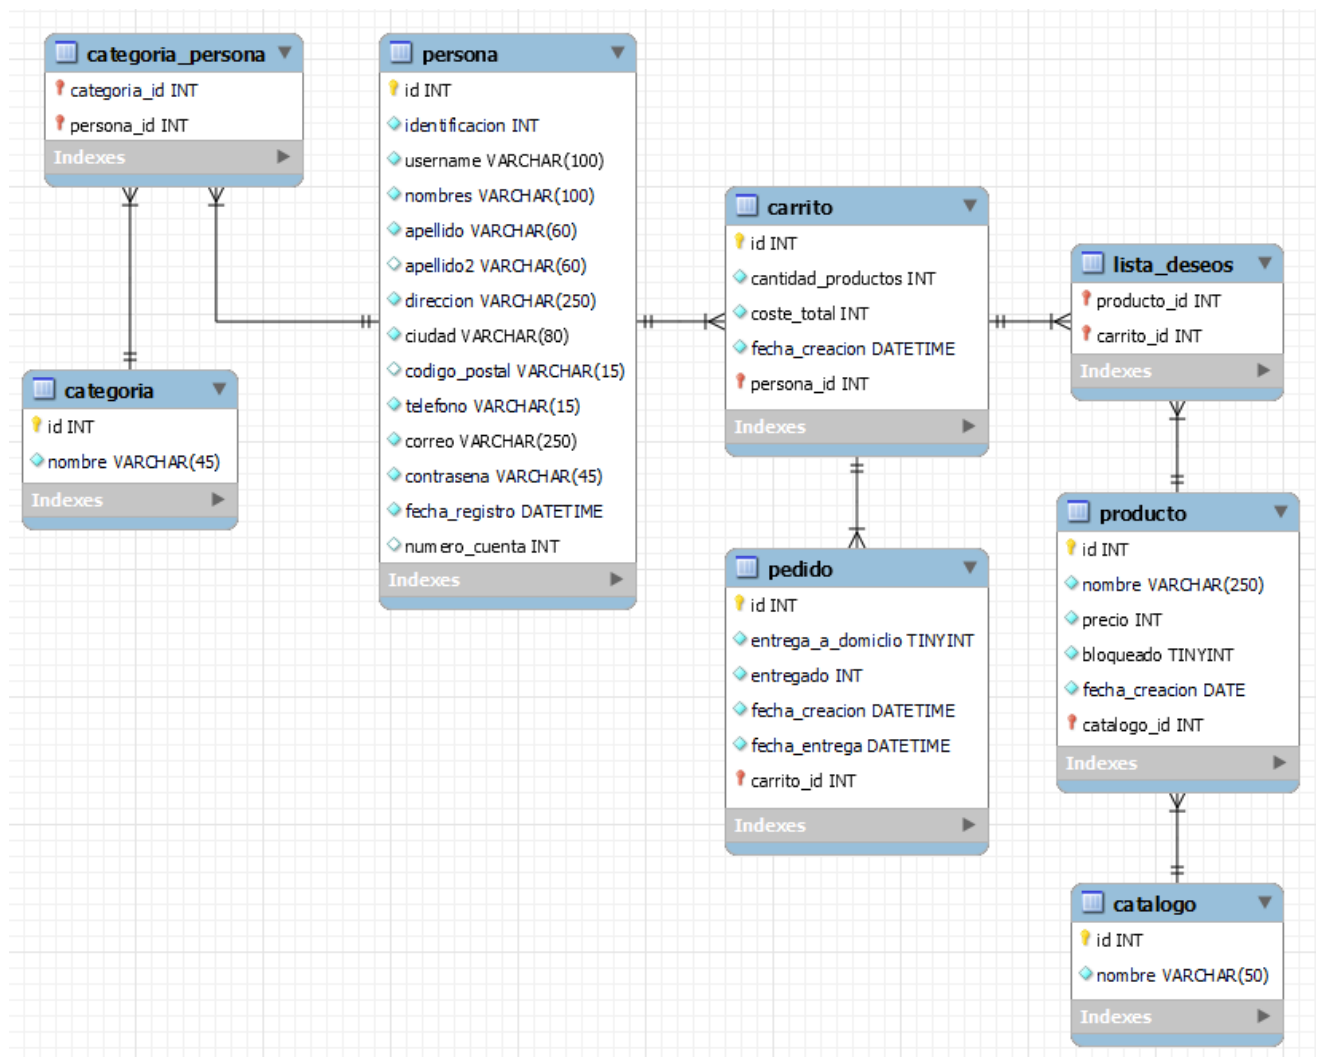 categoria_persona
categoria_id INT
persona_id INT
Indexes
persona
id INT
identificacion INT
username VARCHAR(100)
nombres VARCHAR(100)
apellido VARCHAR(60)
apellido2 VARCHAR(60)
direccion VARCHAR(250)
ciudad VARCHAR(80)
codigo_postal VARCHAR(15)
telefono VARCHAR(15)
correo VARCHAR(250)
contrasena VARCHAR(45)
fecha_registro DATETIME
numero_cuenta INT
Indexes
categoria
id INT
nombre VARCHAR(45)
Indexes
carrito
id INT
cantidad_productos INT
coste_total INT
fecha_creacion DATETIME
persona_id INT
Indexes
lista_deseos
producto_id INT
carrito_id INT
Indexes
pedido
id INT
entrega_a_domiclio TINYINT
entregado INT
fecha_creacion DATETIME
fecha_entrega DATETIME
carrito_id INT
Indexes
producto
id INT
nombre VARCHAR(250)
precio INT
bloqueado TINYINT
fecha_creacion DATE
catalogo_id INT
Indexes
catalogo
id INT
nombre VARCHAR(50)
Indexes